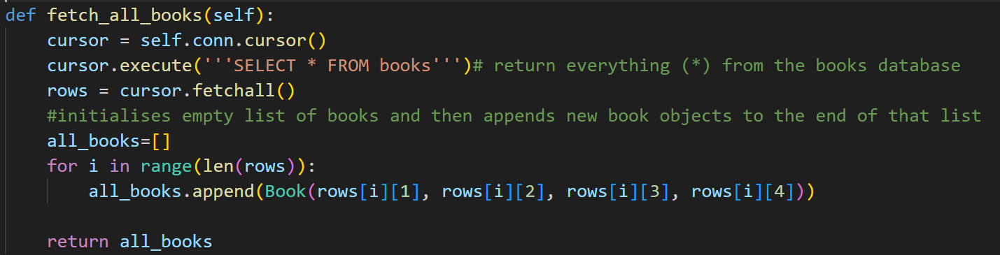 def fetch_all_books(self):
    cursor = self.conn.cursor()
    cursor.execute('''SELECT * FROM books''')# return everything (*) from the books database
    rows = cursor.fetchall()
    #initialises empty list of books and then appends new book objects to the end of that list
    all_books=[]
    for i in range(len(rows)):
        all_books.append(Book(rows[i][1], rows[i][2], rows[i][3], rows[i][4]))
    return all_books